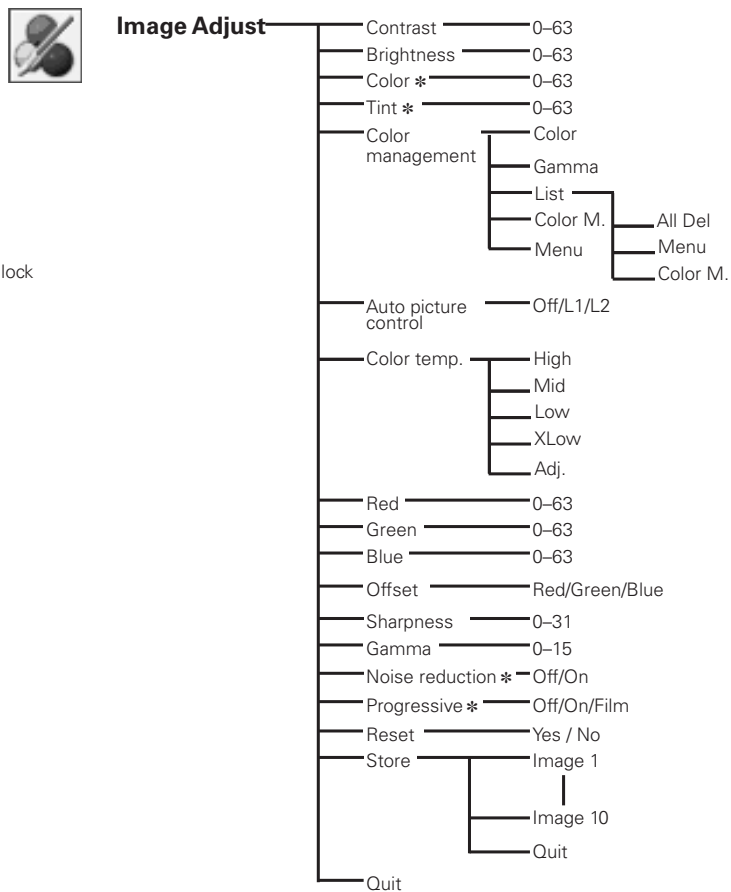 Image Adjust
Contrast 0–63
Brightness 0–63
Color ✻ 0–63
Tint ✻ 0–63
Color Color
management
Gamma
List
Color M. All Del
Menu Menu
lock Color M.
Auto picture Off/L1/L2
control
Color temp. High
Mid
Low
XLow
Adj.
Red 0–63
Green 0–63
Blue 0–63
Offset Red/Green/Blue
Sharpness 0–31
Gamma 0–15
Noise reduction ✻ Off/On
Progressive ✻ Off/On/Film
Reset Yes / No
Store Image 1
Image 10
Quit
Quit